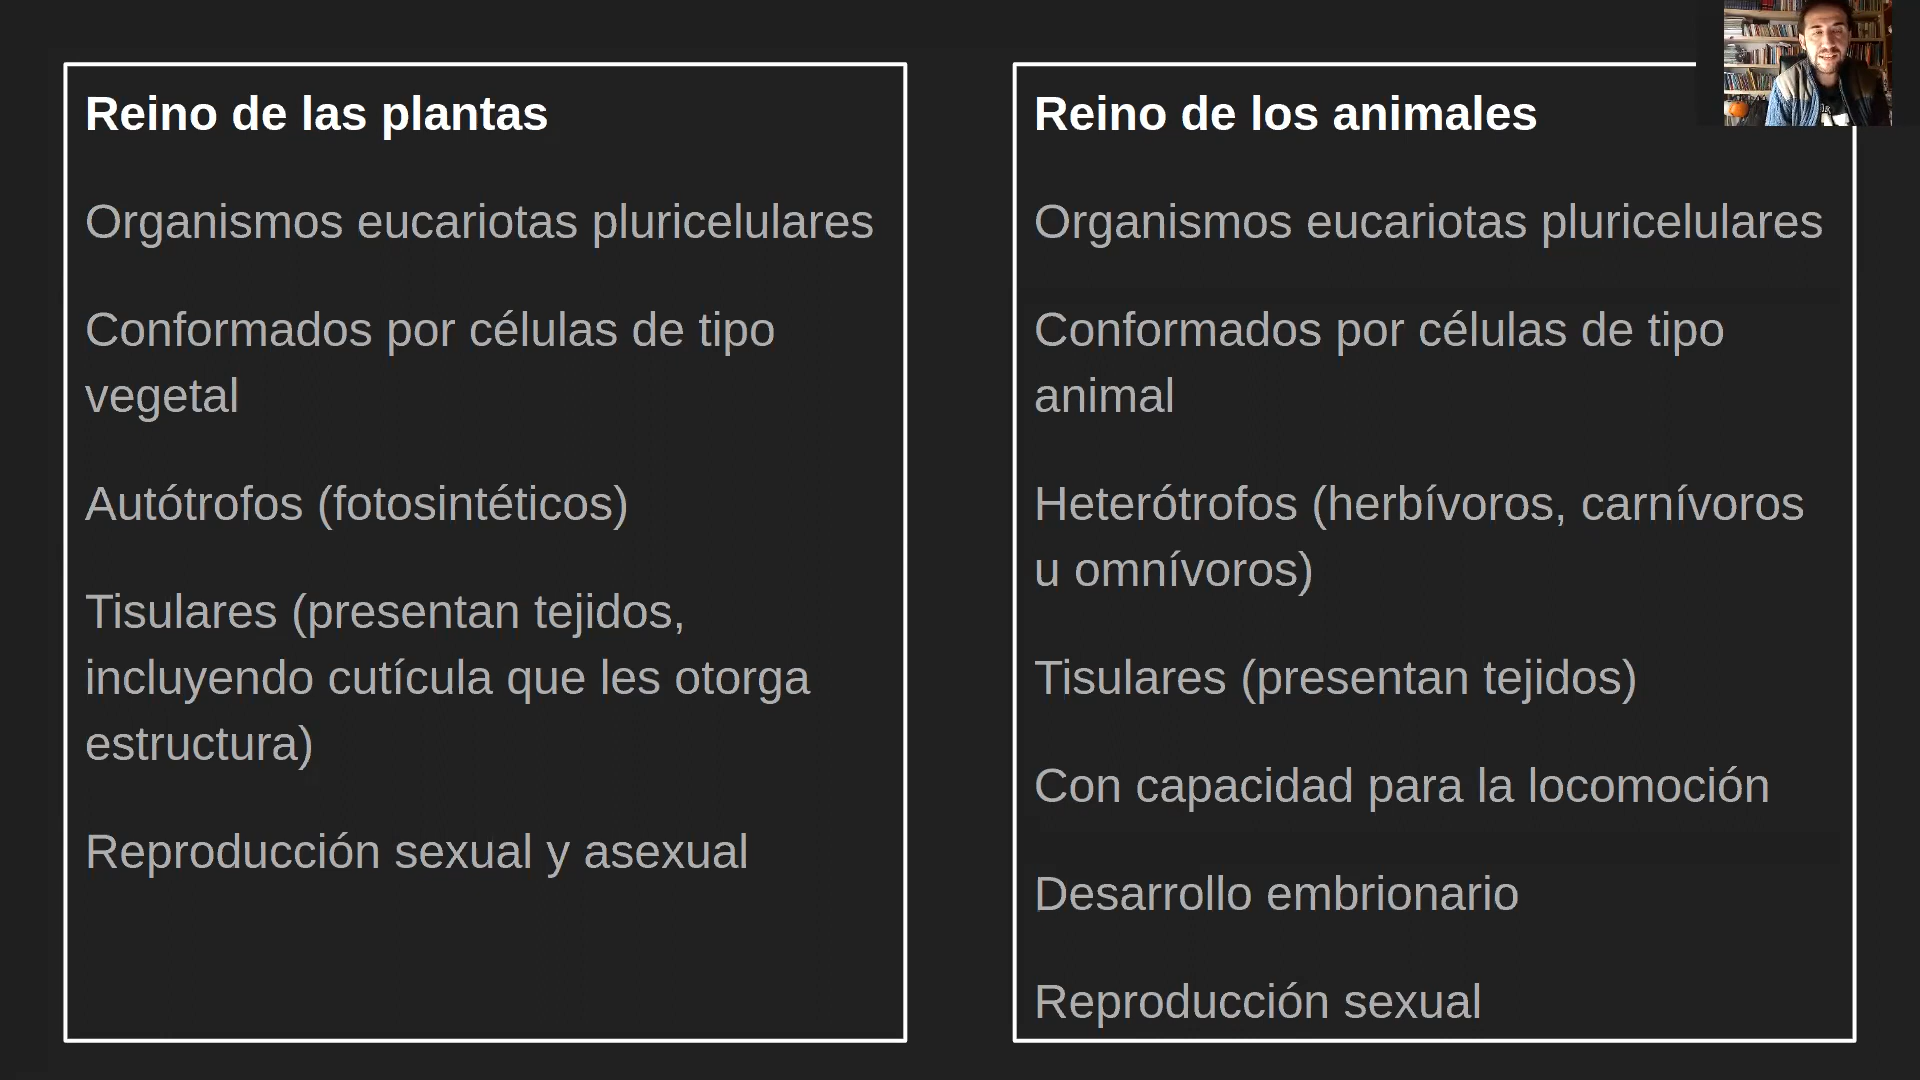 Reino de las plantas
Organismos eucariotas pluricelulares
Conformados por células de tipo
vegetal
Autótrofos (fotosintéticos)
Tisulares (presentan tejidos,
incluyendo cutícula que les otorga
estructura)
Reproducción sexual y asexual
Reino de los animales
Organismos eucariotas pluricelulares
Conformados por células de tipo
animal
Heterótrofos (herbívoros, carnívoros
u omnívoros)
Tisulares (presentan tejidos)
Con capacidad para la locomoción
Desarrollo embrionario
Reproducción sexual